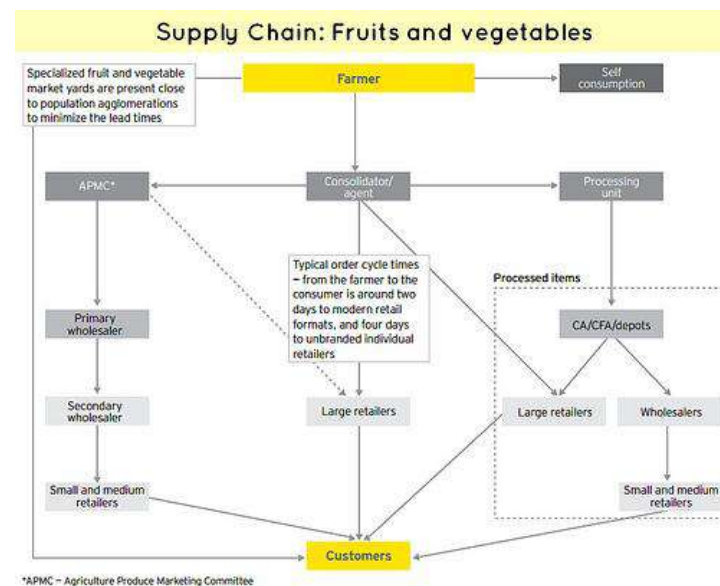 Supply Chain: Fruits and vegetables
Specialized fruit and vegetable
market yards are present close
to population agglomerations
to minimize the lead times
Farmer
Self
consumption
APMC*
Consolidator/
agent
Processing
unit
Typical order cycle times
– from the farmer to the
consumer is around two
days to modern retail
formats, and four days
to unbranded individual
retailers
Processed items
Primary
wholesaler
CA/CFA/depots
Secondary
wholesaler
Large retailers
Large retailers
Wholesalers
Small and medium
retailers
Small and medium
retailers
Customers
*APMC – Agriculture Produce Marketing Committee